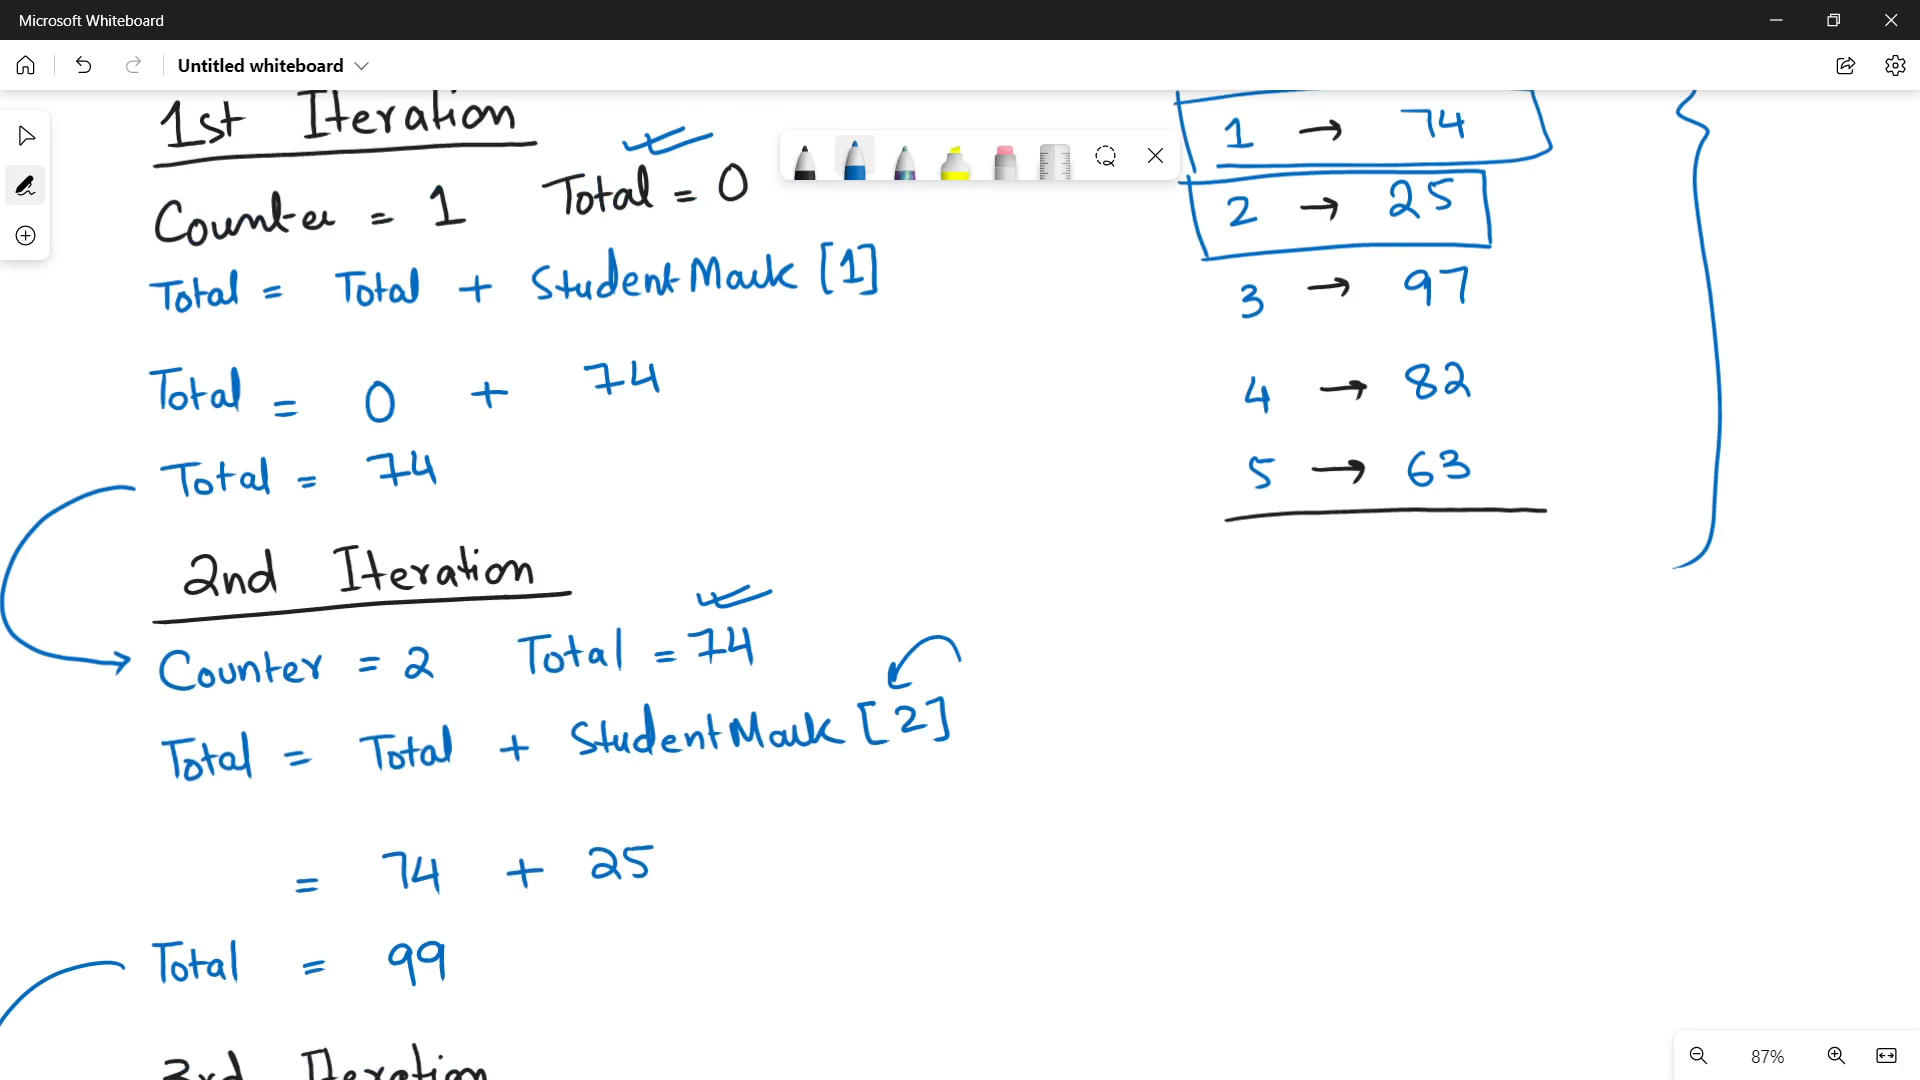 Microsoft Whiteboard
Untitled whiteboard
1st Iteration
Counter = 1 Total = 0
Total = Total + StudentMark [1]
Total = 0 + 74
Total = 74
2nd Iteration
Counter = 2 Total = 74
Total = Total + StudentMark [2]
= 74 + 25
Total = 99
3rd Iteration
1 → 74
2 → 25
3 → 97
4 → 82
5 → 63
87%